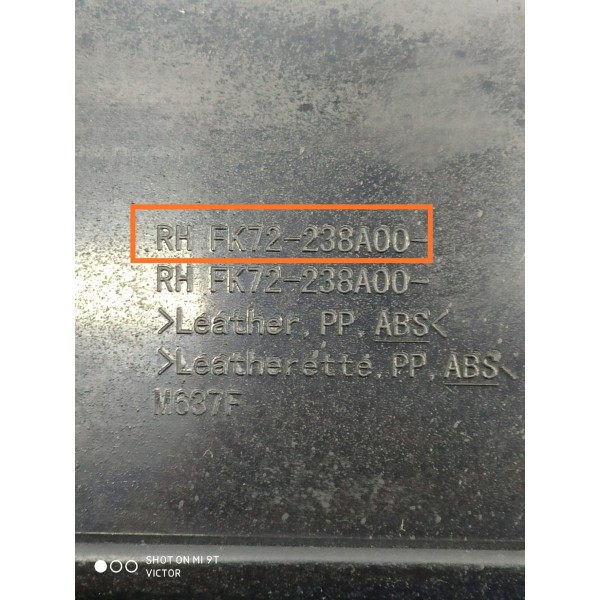 RH FK72-238A00-
RH FK72-238A00-
>Leather, PP, ABS<
>Leatherette, PP, ABS<
M637F
SHOT ON MI 9T
VICTOR